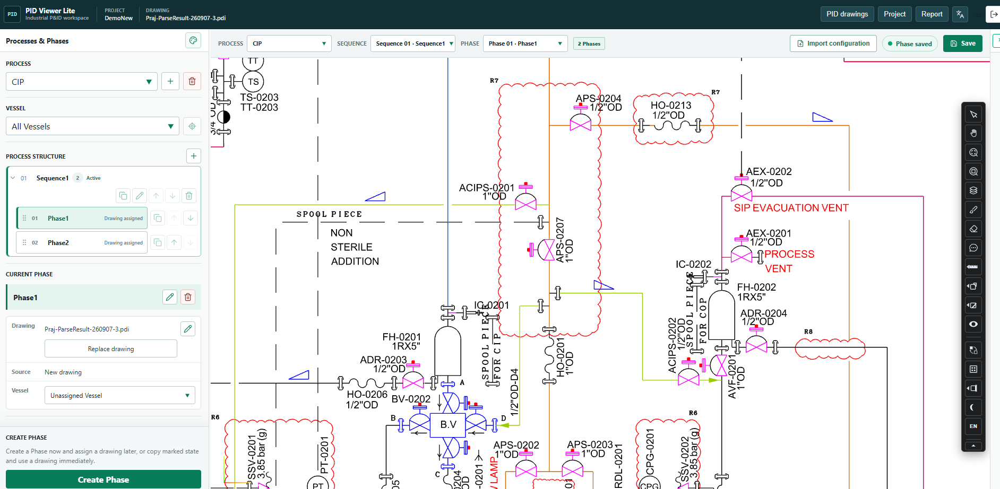 PID
PID Viewer Lite
Industrial P&ID workspace
PROJECT
DemoNew
DRAWING
Praj-ParseResult-260907-3.pdi
PID drawings
Project
Report
Processes & Phases
PROCESS
CIP
SEQUENCE
Sequence 01 · Sequence1
PHASE
Phase 01 · Phase1
2 Phases
Import configuration
Phase saved
Save
PROCESS
CIP
VESSEL
All Vessels
PROCESS STRUCTURE
01 Sequence1 2 Active
01 Phase1 Drawing assigned
02 Phase2 Drawing assigned
CURRENT PHASE
Phase1
Drawing
Praj-ParseResult-260907-3.pdi
Replace drawing
Source
New drawing
Vessel
Unassigned Vessel
CREATE PHASE
Create a Phase now and assign a drawing later, or copy marked state
and use a drawing immediately.
Create Phase
TT
TS
TS-0203
TT-0203
3/4"OD
R7
APS-0204
1/2"OD
HO-0213
1/2"OD
R7
ACIPS-0201
1"OD
SPOOL PIECE
NON
STERILE
ADDITION
APS-0207
1"OD
AEX-0202
1/2"OD
SIP EVACUATION VENT
AEX-0201
1/2"OD
PROCESS
VENT
IC-0202
SPOOL PIECE
FOR COP
FH-0202
1RX5"
ADR-0204
1/2"OD
IC-0201
SPOOL PIECE
FOR CIP
FH-0201
1RX5"
ADR-0203
1/2"OD
HO-0201
1"OD
ACIPS-0202
1/2"OD
AVF-0201
1"OD
R8
A
HO-0206
1/2"OD
BV-0202
1/2"OD-D4
B
B.V
D
C
R6
SSV-0201
3.85 bar (g)
PT-0201
PT
APS-0202
1"OD
APS-0203
1"OD
RDL-0201
R6
CPG-0201
CPG
SSV-0202
3.85 bar (g)
EN